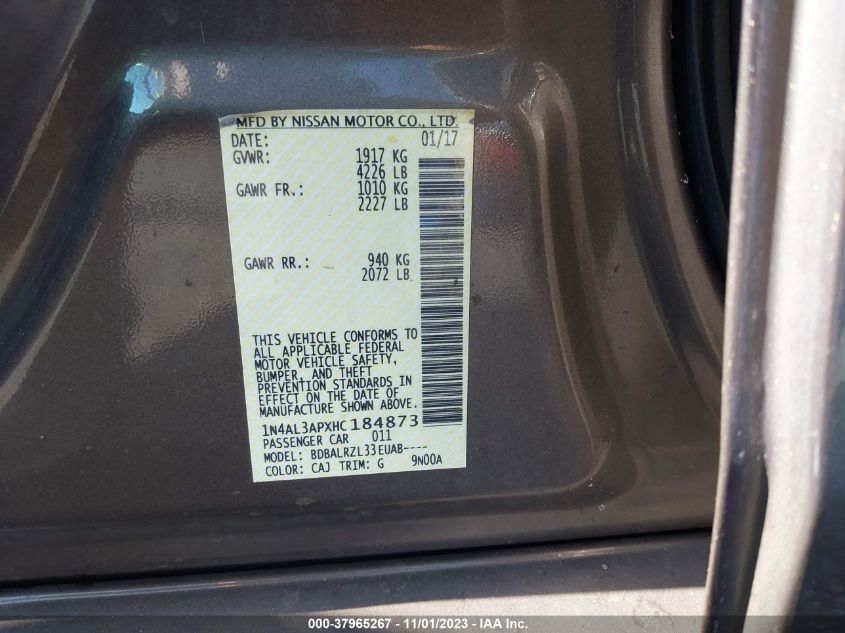 MFD BY NISSAN MOTOR CO., LTD.
DATE: 01/17
GVWR: 1917 KG
4226 LB
GAWR FR.: 1010 KG
2227 LB
GAWR RR.: 940 KG
2072 LB
THIS VEHICLE CONFORMS TO
ALL APPLICABLE FEDERAL
MOTOR VEHICLE SAFETY,
BUMPER, AND THEFT
PREVENTION STANDARDS IN
EFFECT ON THE DATE OF
MANUFACTURE SHOWN ABOVE.
1N4AL3APXHC184873
PASSENGER CAR 011
MODEL: BDBALRZL33EUAB----
COLOR: CAJ TRIM: G 9N00A
000-37965267 - 11/01/2023 - IAA Inc.